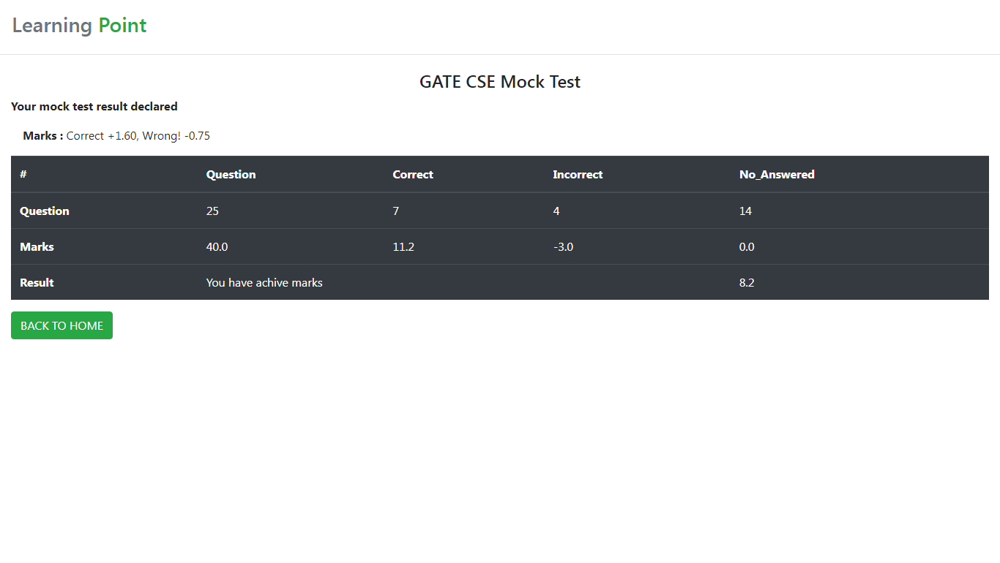 Learning Point
GATE CSE Mock Test
Your mock test result declared
Marks : Correct +1.60, Wrong! -0.75
# Question Correct Incorrect No_Answered
Question 25 7 4 14
Marks 40.0 11.2 -3.0 0.0
Result You have achive marks 8.2
BACK TO HOME